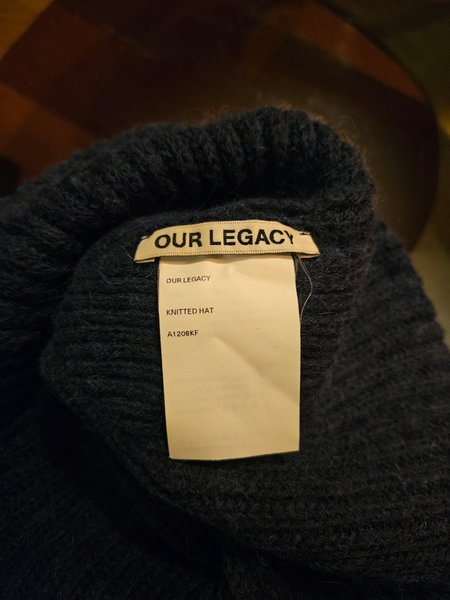 OUR LEGACY
OUR LEGACY
KNITTED HAT
A1208KF